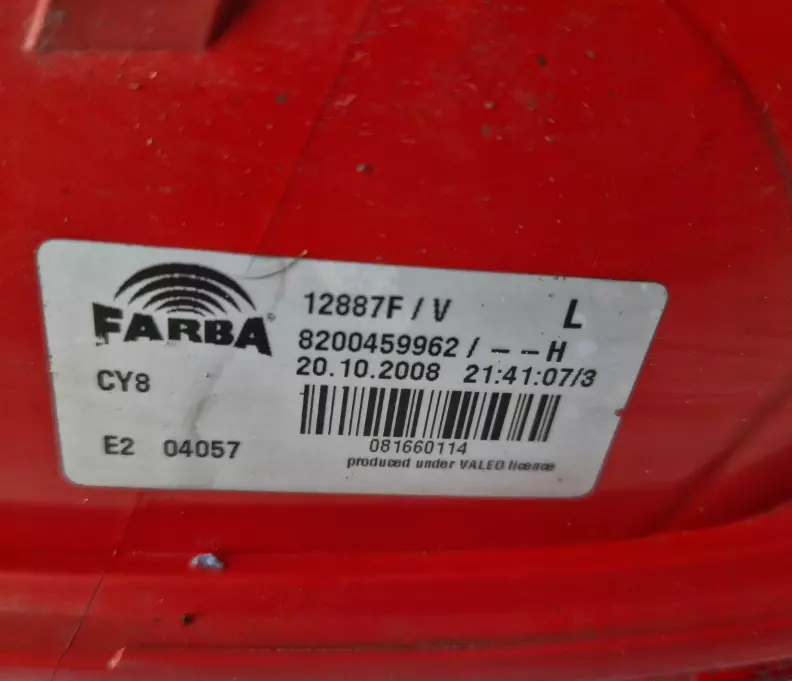 FARBA®
12887F / V L
8200459962 / – – H
20.10.2008 21:41:07/3
CY8
E2 04057
081660114
produced under VALEO licence